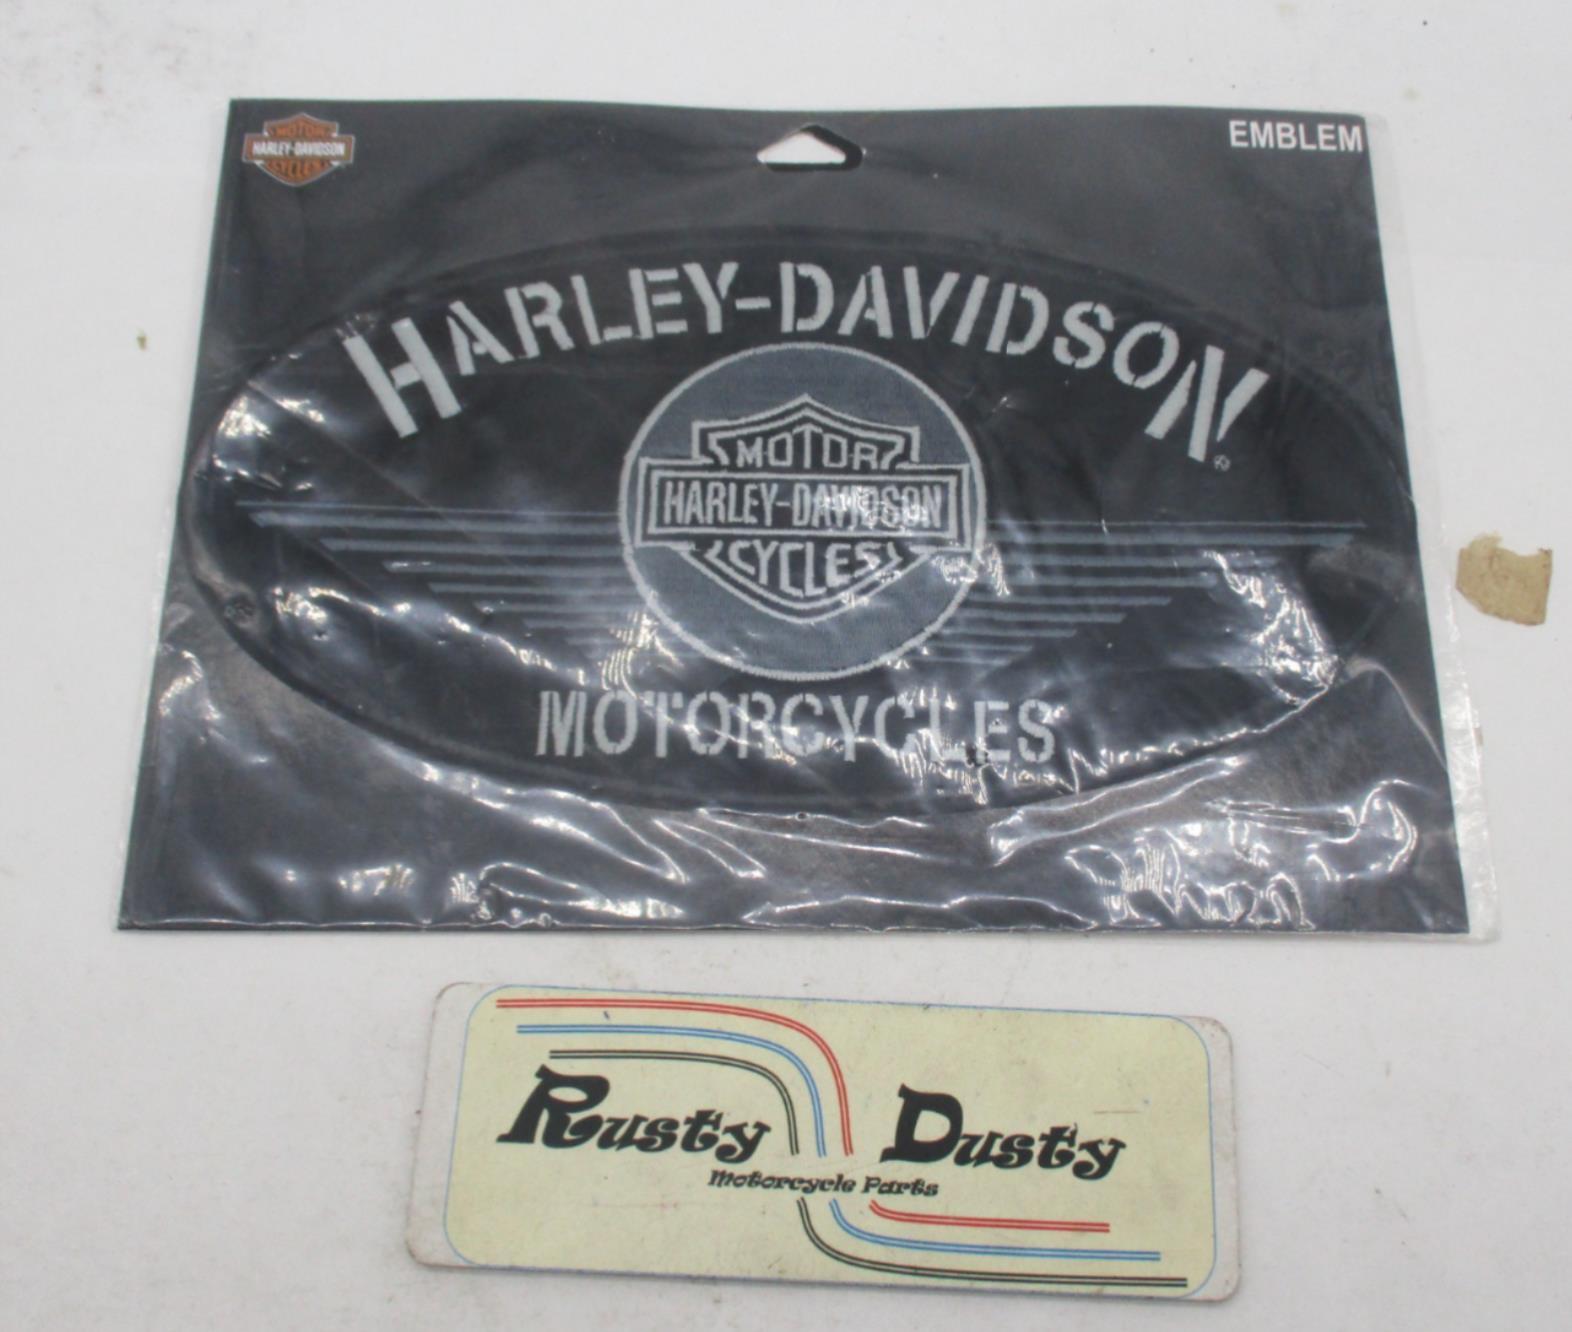 MOTOR
HARLEY-DAVIDSON
CYCLES
EMBLEM
HARLEY-DAVIDSON
®
MOTOR
HARLEY-DAVIDSON
CYCLES
MOTORCYCLES
Rusty Dusty
Motorcycle Parts